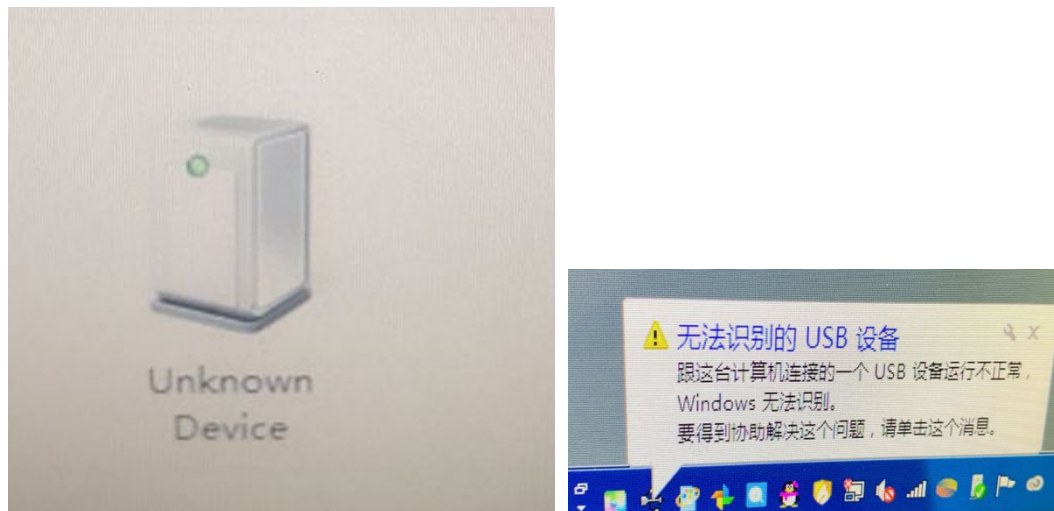 Unknown
Device
无法识别的 USB 设备
跟这台计算机连接的一个 USB 设备运行不正常，
Windows 无法识别。
要得到协助解决这个问题，请单击这个消息。